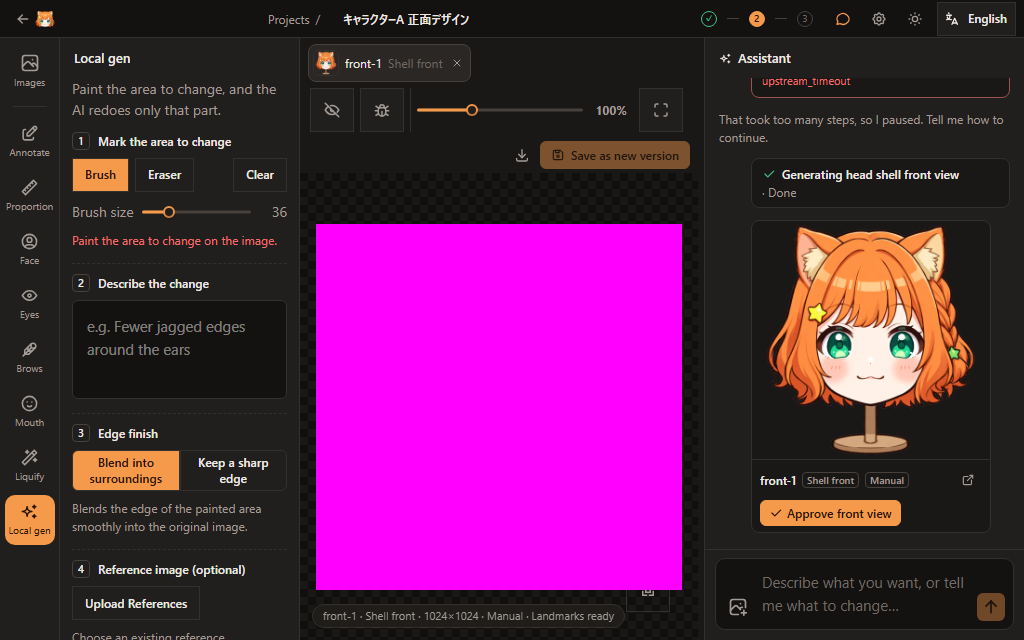 Projects /
キャラクターA 正面デザイン
2
3
English
Images
Annotate
Proportion
Face
Eyes
Brows
Mouth
Liquify
Local gen
Local gen
Paint the area to change, and the
AI redoes only that part.
1 Mark the area to change
Brush
Eraser
Clear
Brush size
36
Paint the area to change on the image.
2 Describe the change
e.g. Fewer jagged edges
around the ears
3 Edge finish
Blend into
surroundings
Keep a sharp
edge
Blends the edge of the painted area
smoothly into the original image.
4 Reference image (optional)
Upload References
Choose an existing reference
front-1 Shell front
100%
Save as new version
front-1 · Shell front · 1024×1024 · Manual · Landmarks ready
Assistant
upstream_timeout
That took too many steps, so I paused. Tell me how to
continue.
Generating head shell front view
· Done
front-1 Shell front Manual
Approve front view
Describe what you want, or tell
me what to change...